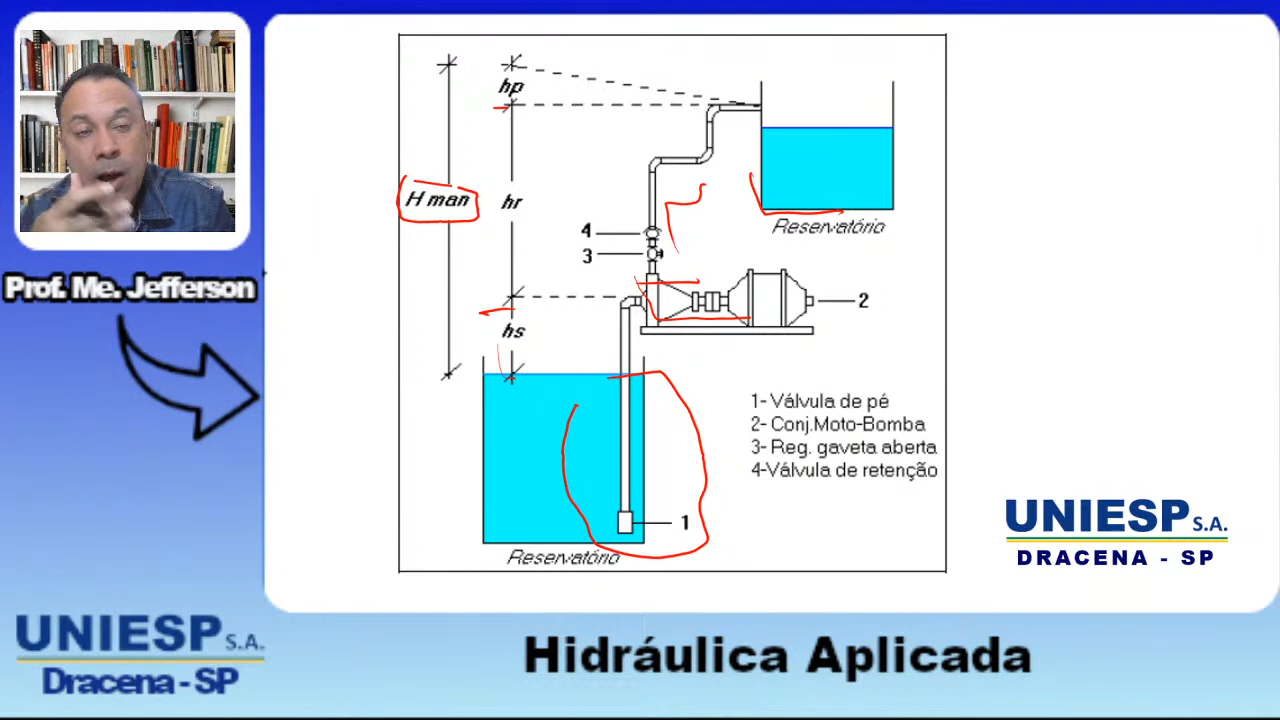 Prof. Me. Jefferson
hp
H man
hr
4
3
2
hs
Reservatório
1
Reservatório
1- Válvula de pé
2- Conj.Moto-Bomba
3- Reg. gaveta aberta
4-Válvula de retenção
UNIESP S.A.
DRACENA - SP
UNIESP S.A.
Dracena - SP
Hidráulica Aplicada